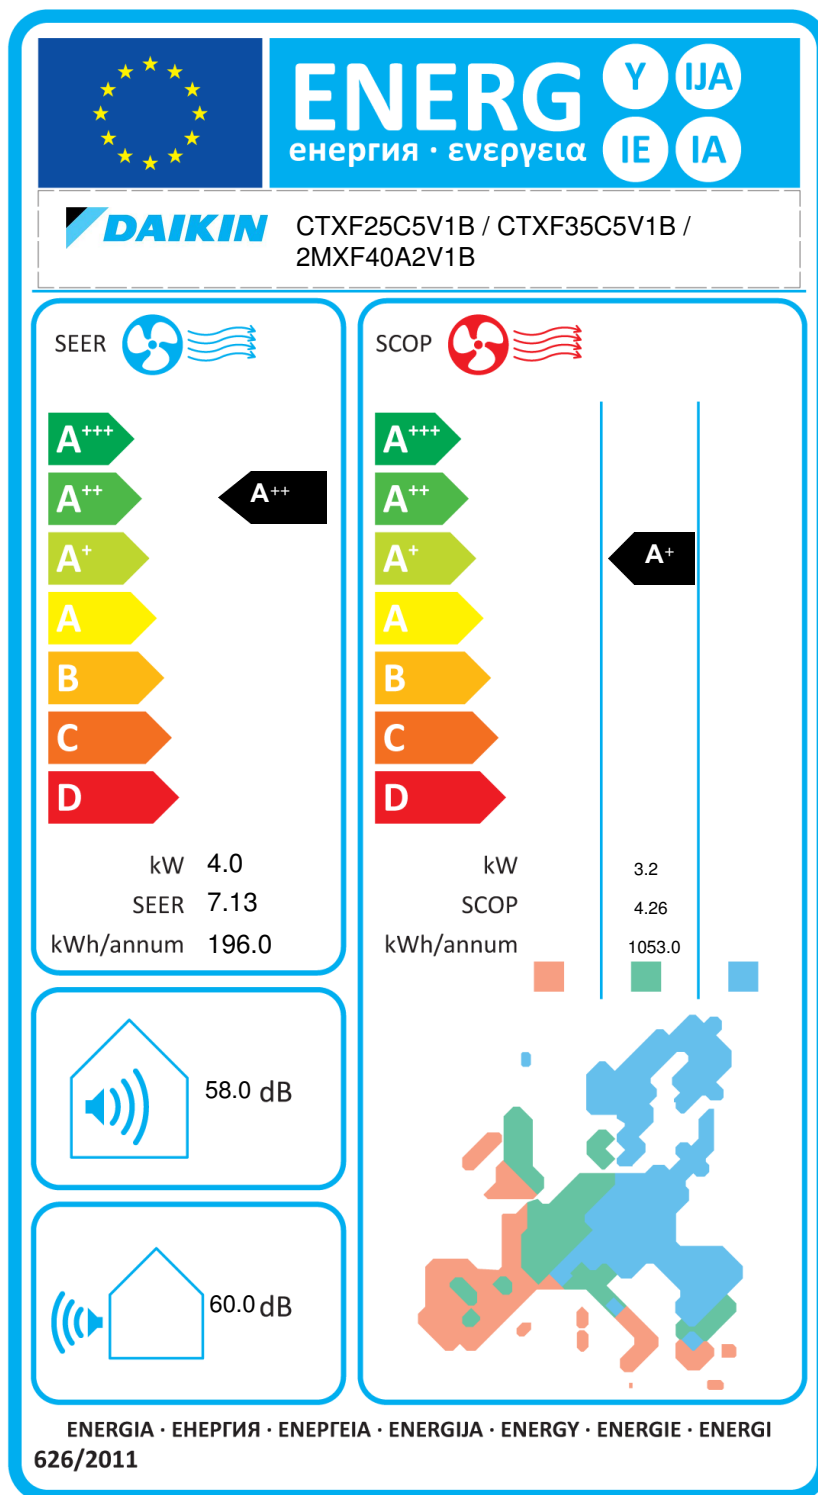 ENERG
енергия · ενεργεια
Y
IJA
IE
IA
DAIKIN
CTXF25C5V1B / CTXF35C5V1B /
2MXF40A2V1B
SEER
A+++
A++
A++
A+
A
B
C
D
kW 4.0
SEER 7.13
kWh/annum 196.0
SCOP
A+++
A++
A+
A+
A
B
C
D
kW 3.2
SCOP 4.26
kWh/annum 1053.0
58.0 dB
60.0 dB
ENERGIA · ЕНЕРГИЯ · ΕΝΕΡΓΕΙΑ · ENERGIJA · ENERGY · ENERGIE · ENERGI
626/2011